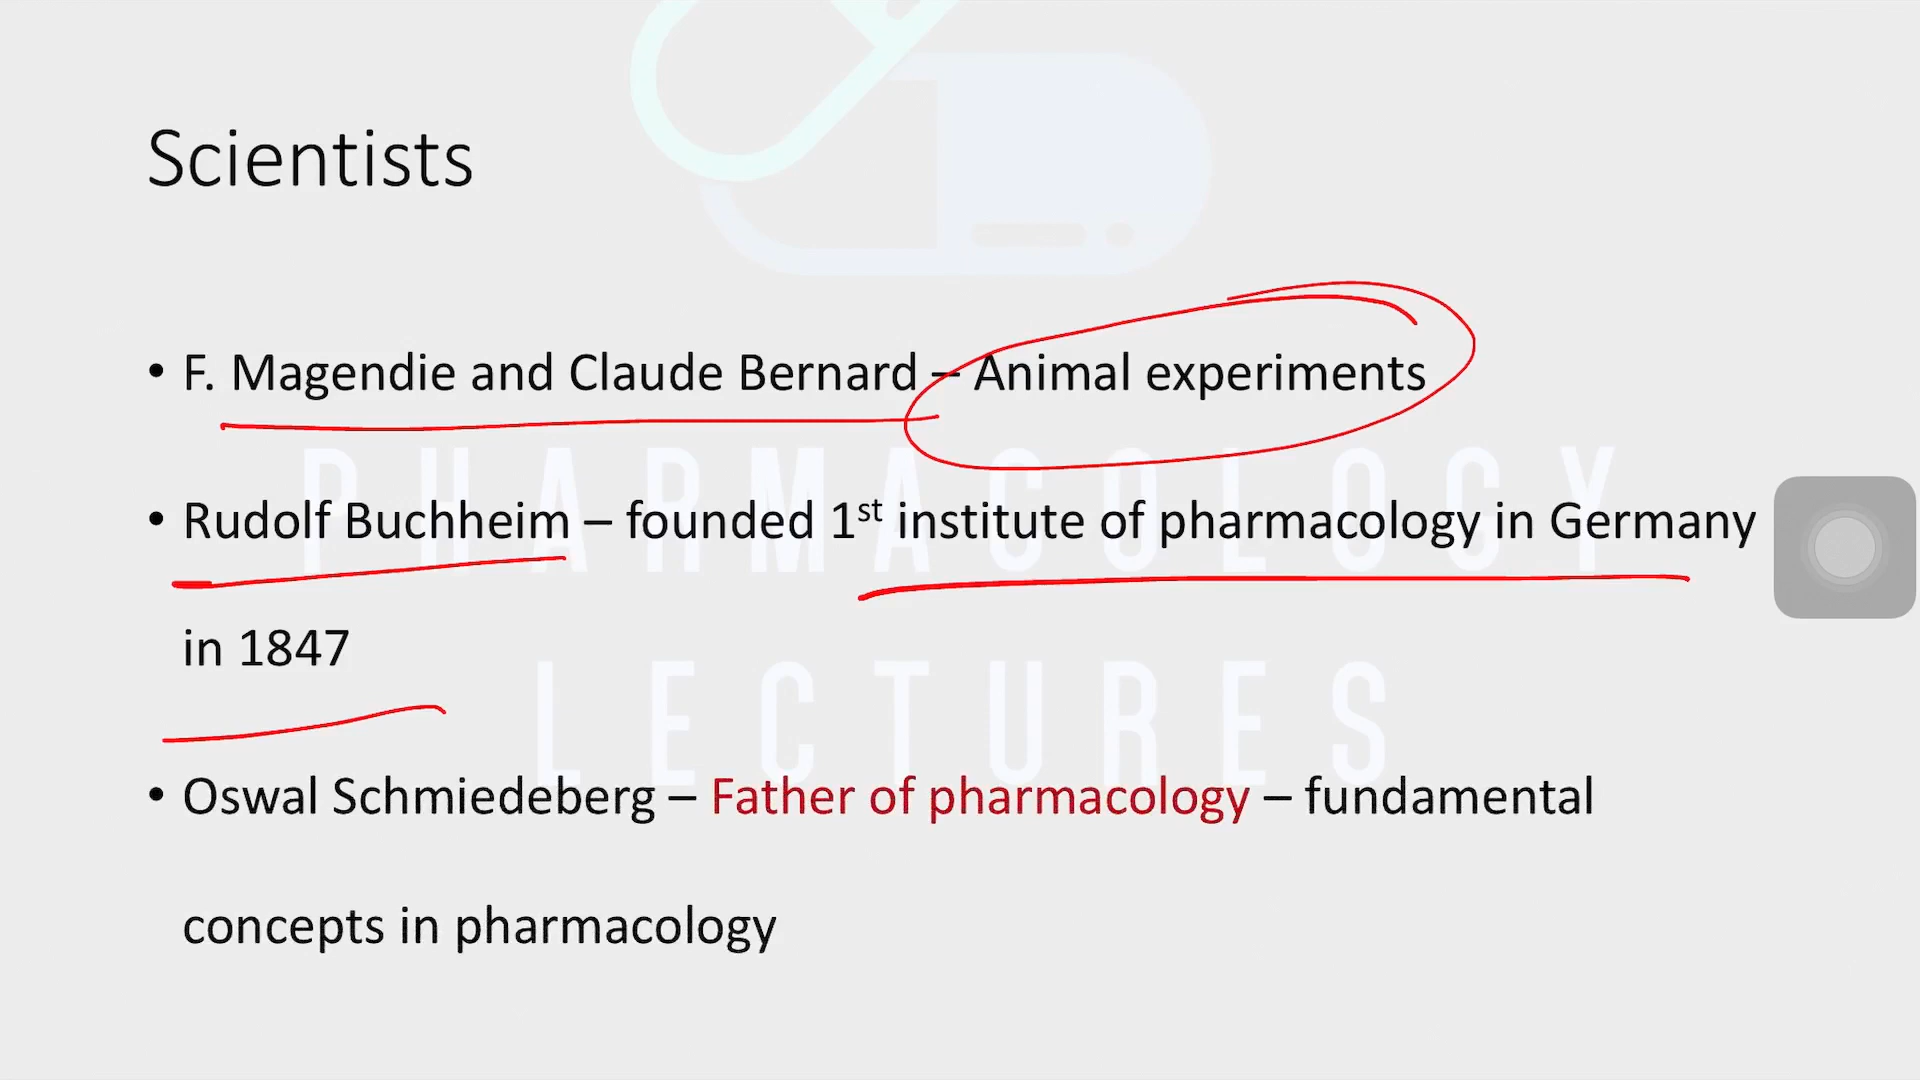 Scientists
• F. Magendie and Claude Bernard – Animal experiments
• Rudolf Buchheim – founded 1st institute of pharmacology in Germany
in 1847
• Oswal Schmiedeberg – Father of pharmacology – fundamental
concepts in pharmacology
PHARMACOLOGY
LECTURES